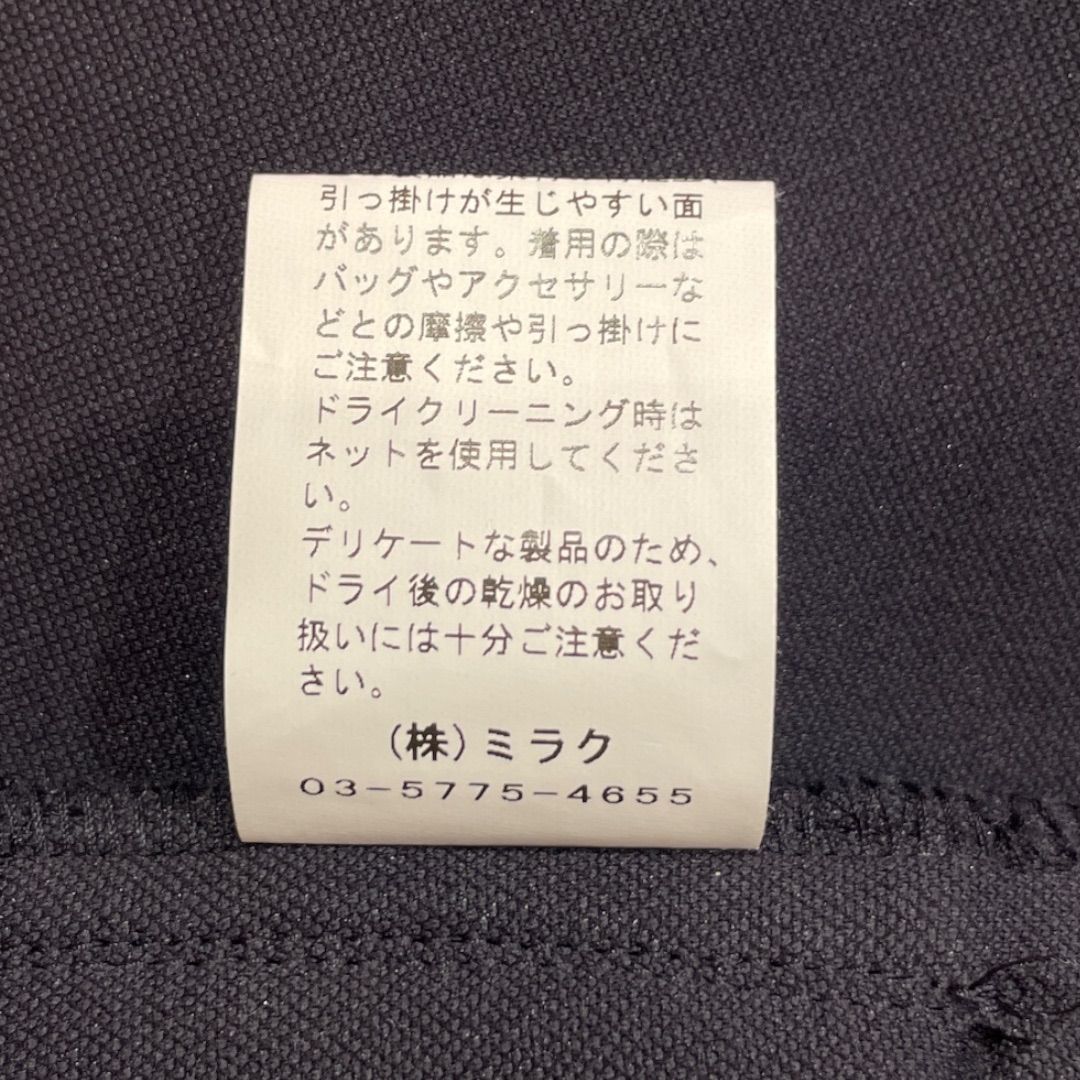 引っ掛けが生じやすい面
があります。着用の際は
バッグやアクセサリーな
どとの摩擦や引っ掛けに
ご注意ください。
ドライクリーニング時は
ネットを使用してくださ
い。
デリケートな製品のため、
ドライ後の乾燥のお取り
扱いには十分ご注意くだ
さい。
(株)ミラク
03-5775-4655